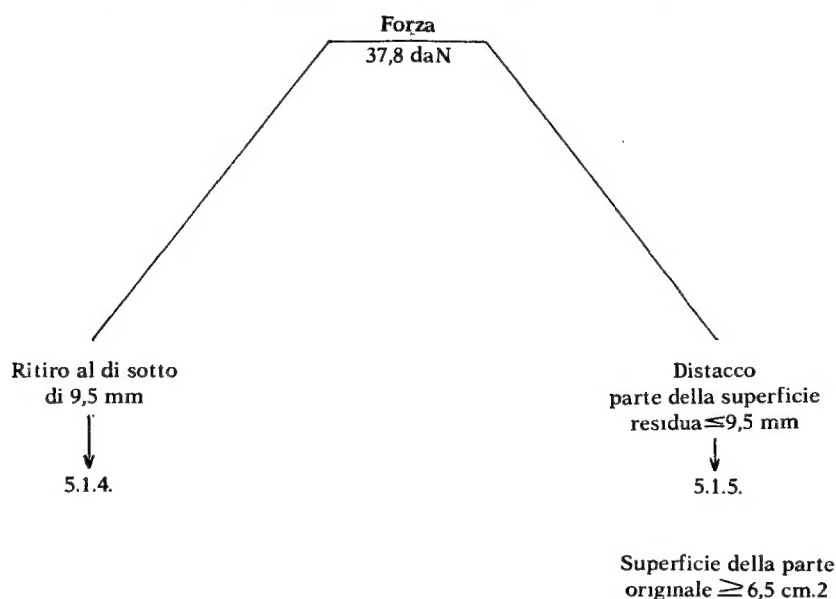 Forza
37,8 daN
Ritiro al di sotto
di 9,5 mm
5.1.4.
Distacco
parte della superficie
residua≤9,5 mm
5.1.5.
Superficie della parte
originale ≥6,5 cm.2